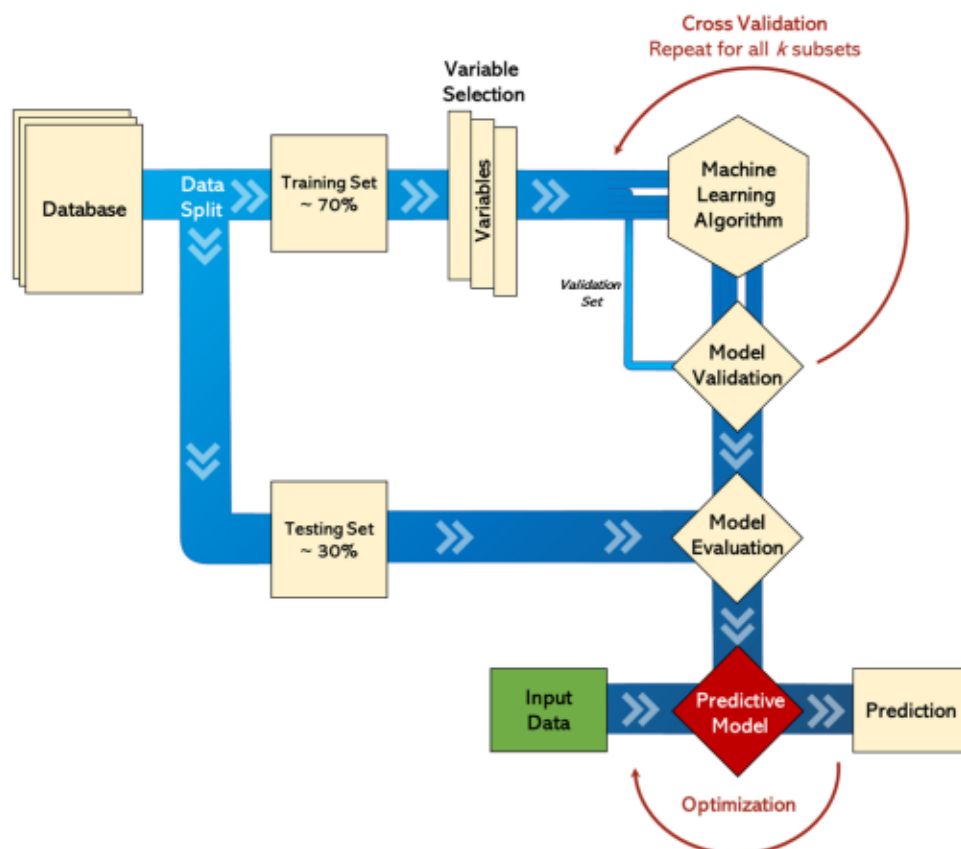 Cross Validation
Repeat for all k subsets
Variable
Selection
Database
Data
Split
Training Set
~ 70%
Variables
Machine
Learning
Algorithm
Validation
Set
Model
Validation
Testing Set
~ 30%
Model
Evaluation
Input
Data
Predictive
Model
Prediction
Optimization